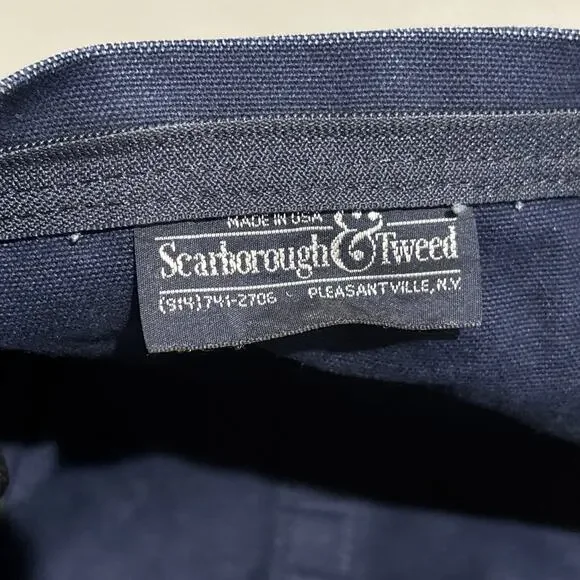 MADE IN USA
Scarborough & Tweed
(914)741-2706 PLEASANTVILLE, N.Y.